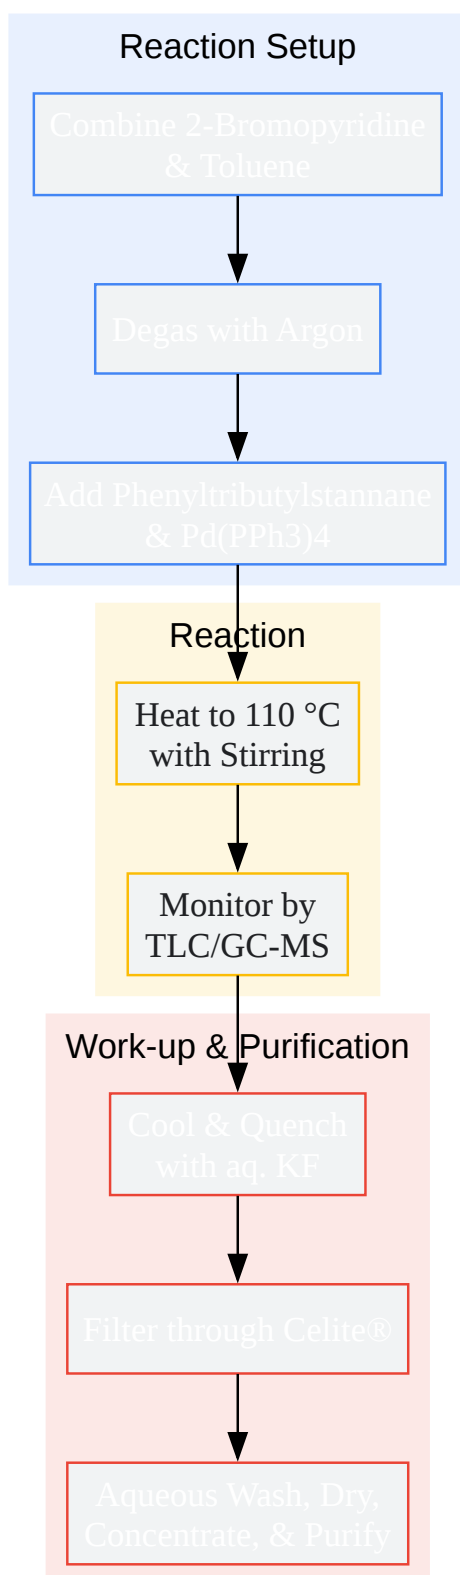 Reaction Setup
Combine 2-Bromopyridine
& Toluene
Degas with Argon
Add Phenyltributylstannane
& Pd(PPh3)4
Reaction
Heat to 110 °C
with Stirring
Monitor by
TLC/GC-MS
Work-up & Purification
Cool & Quench
with aq. KF
Filter through Celite®
Aqueous Wash, Dry,
Concentrate, & Purify